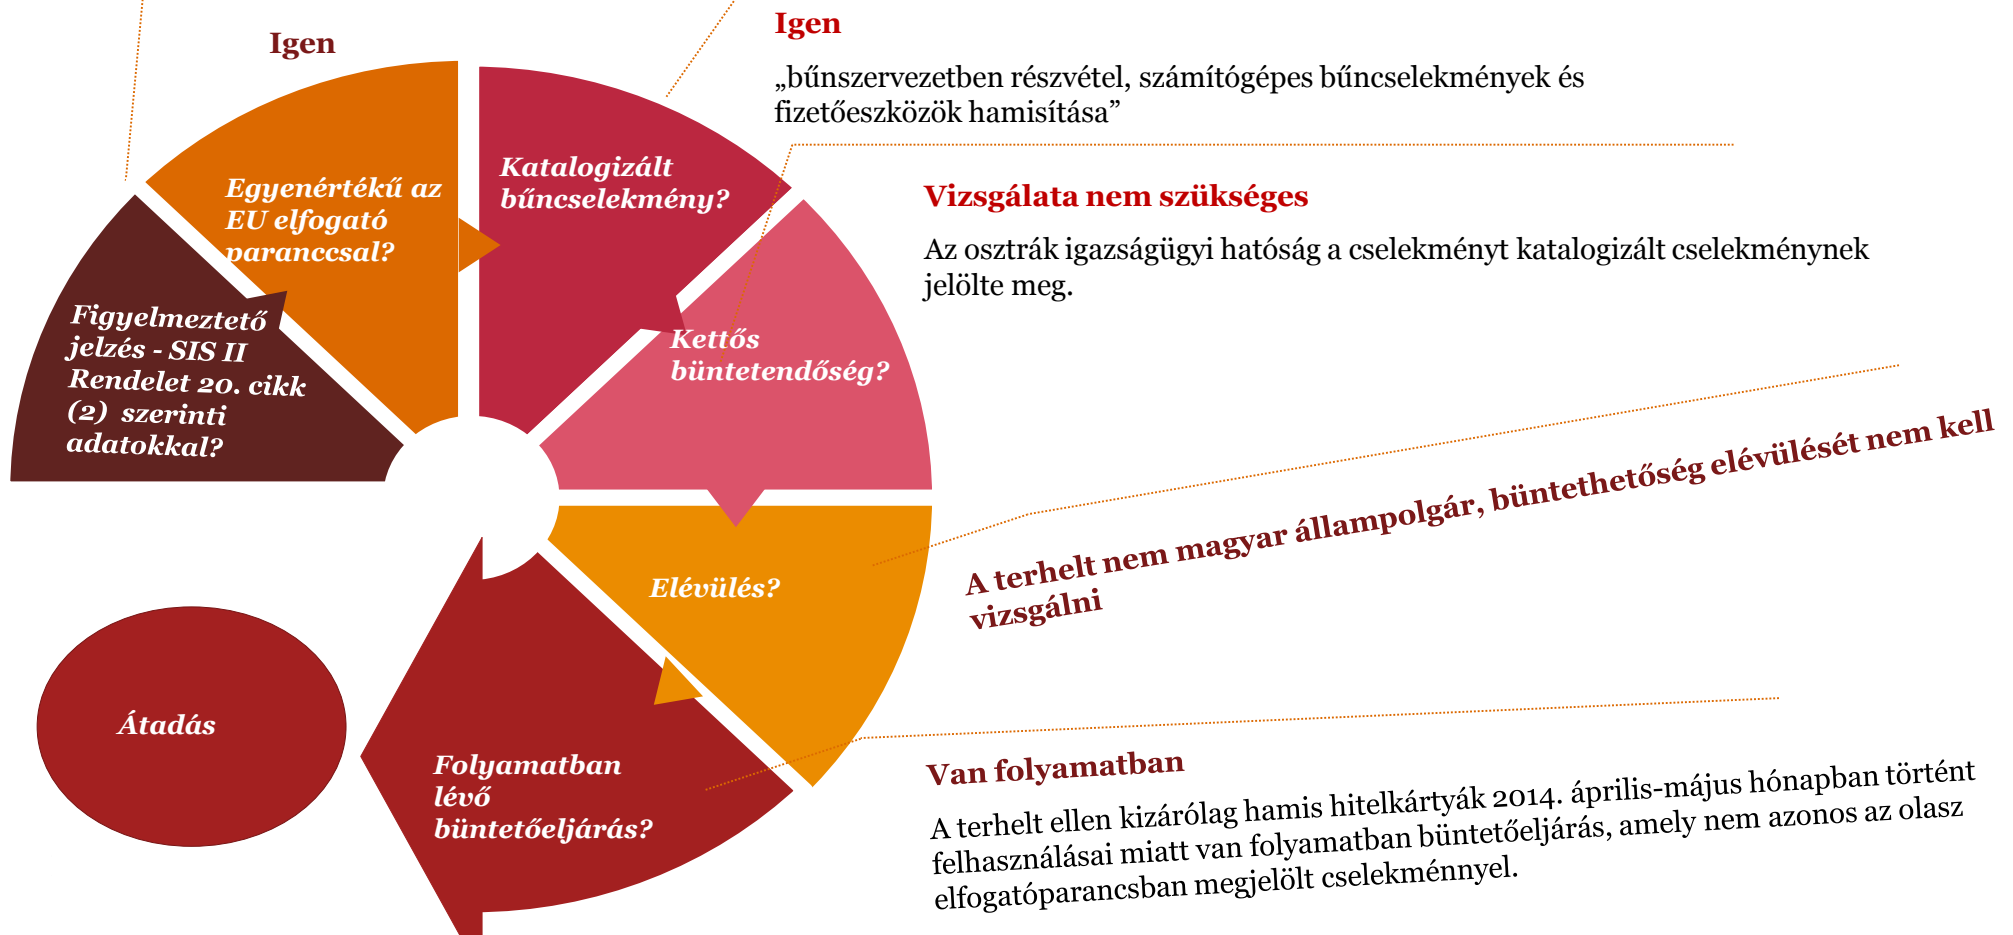 Igen
Igen
„bűnszervezetben részvétel, számítógépes bűncselekmények és
fizetőeszközök hamisítása”
Katalogizált
bűncselekmény?
Egyenértékű az
EU elfogató
paranccsal?
Vizsgálata nem szükséges
Az osztrák igazságügyi hatóság a cselekményt katalogizált cselekménynek
jelölte meg.
Figyelmeztető
jelzés - SIS II
Rendelet 20. cikk
(2) szerinti
adatokkal?
Kettős
büntetendőség?
A terhelt nem magyar állampolgár, büntethetőség elévülését nem kell
vizsgálni
Elévülés?
Átadás
Folyamatban
lévő
büntetőeljárás?
Van folyamatban
A terhelt ellen kizárólag hamis hitelkártyák 2014. április-május hónapban történt
felhasználásai miatt van folyamatban büntetőeljárás, amely nem azonos az olasz
elfogatóparancsban megjelölt cselekménnyel.